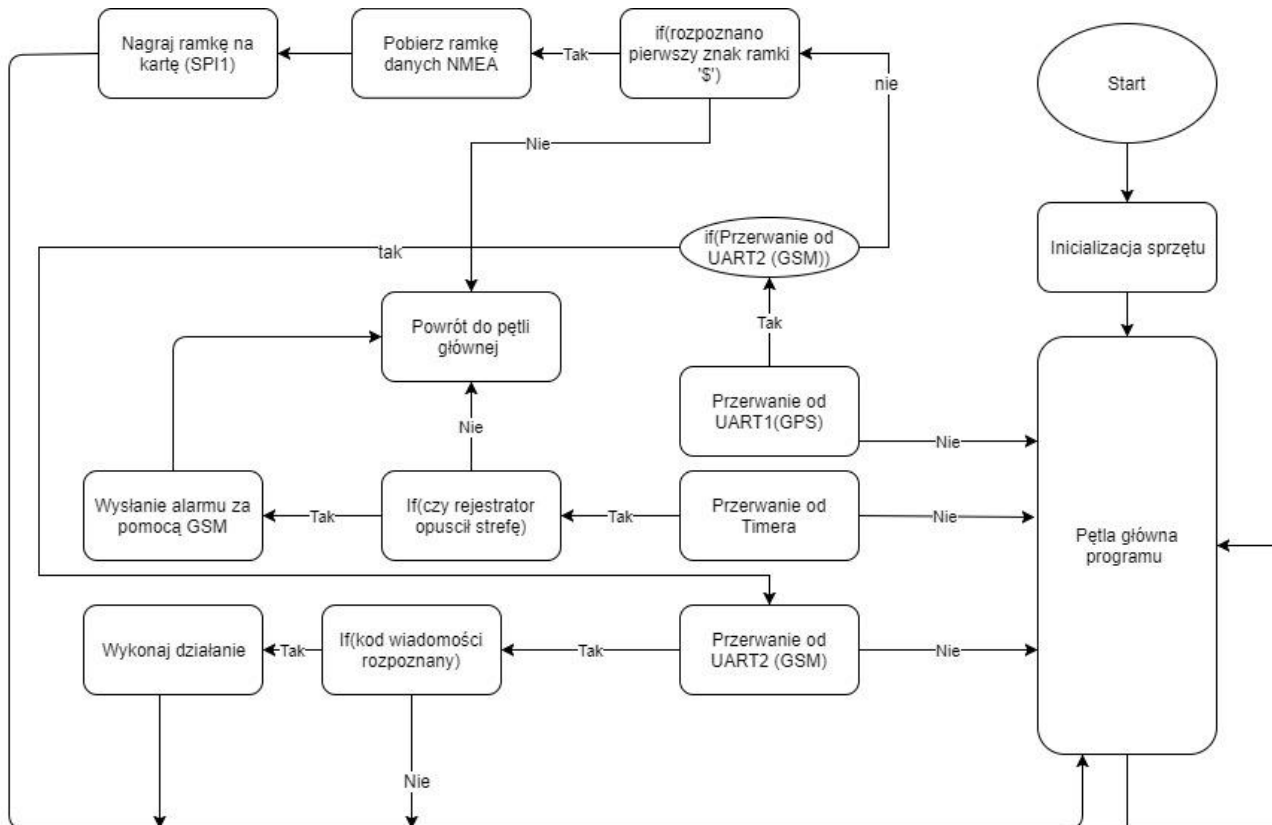 Nagraj ramkę na
kartę (SPI1)
Pobierz ramkę
danych NMEA
Tak
if(rozpoznano
pierwszy znak ramki
'$')
nie
Start
Nie
tak
if(Przerwanie od
UART2 (GSM))
Inicializacja sprzętu
Powrót do pętli
głównej
Tak
Przerwanie od
UART1(GPS)
Nie
Nie
Wysłanie alarmu za
pomocą GSM
Tak
If(czy rejestrator
opuscił strefę)
Tak
Przerwanie od
Timera
Nie
Pętla główna
programu
Wykonaj działanie
Tak
If(kod wiadomości
rozpoznany)
Tak
Przerwanie od
UART2 (GSM)
Nie
Nie